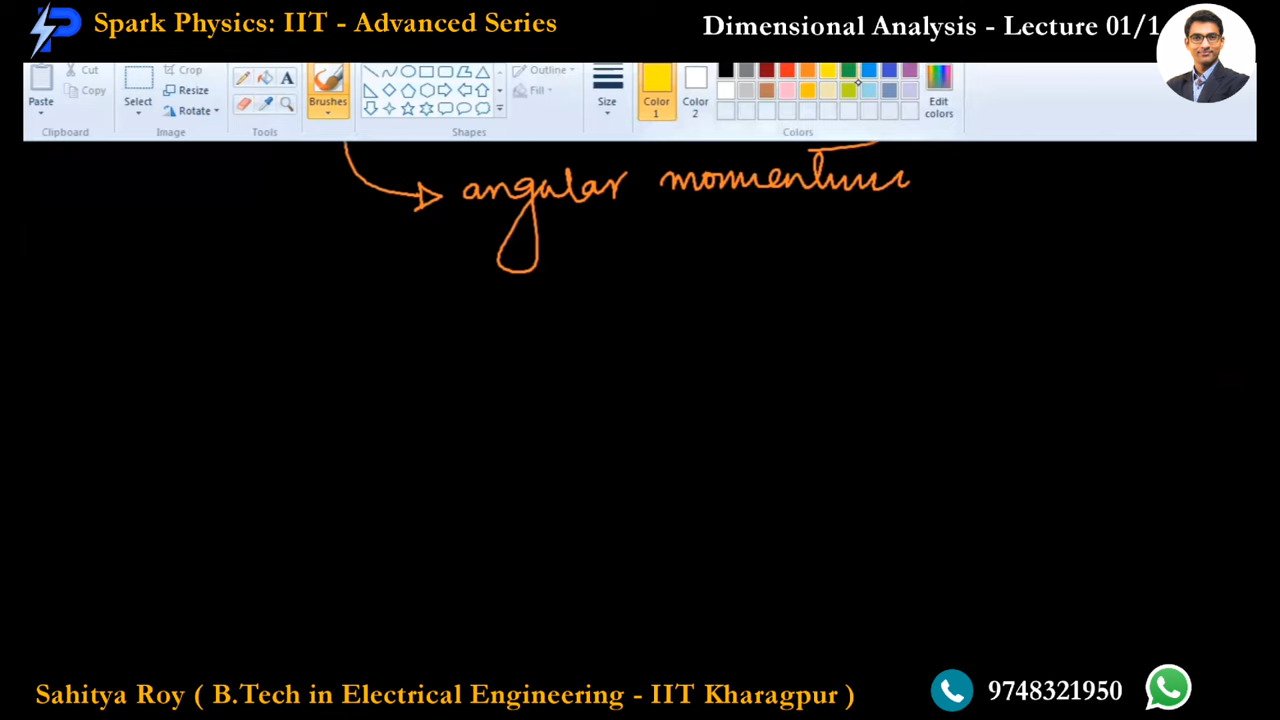 Spark Physics: IIT - Advanced Series
Dimensional Analysis - Lecture 01/1
Paste
Cut
Copy
Clipboard
Select
Crop
Resize
Rotate
Image
Tools
Brushes
Shapes
Outline
Fill
Size
Color 1
Color 2
Colors
Edit colors
angular momentum
Sahitya Roy ( B.Tech in Electrical Engineering - IIT Kharagpur )
9748321950